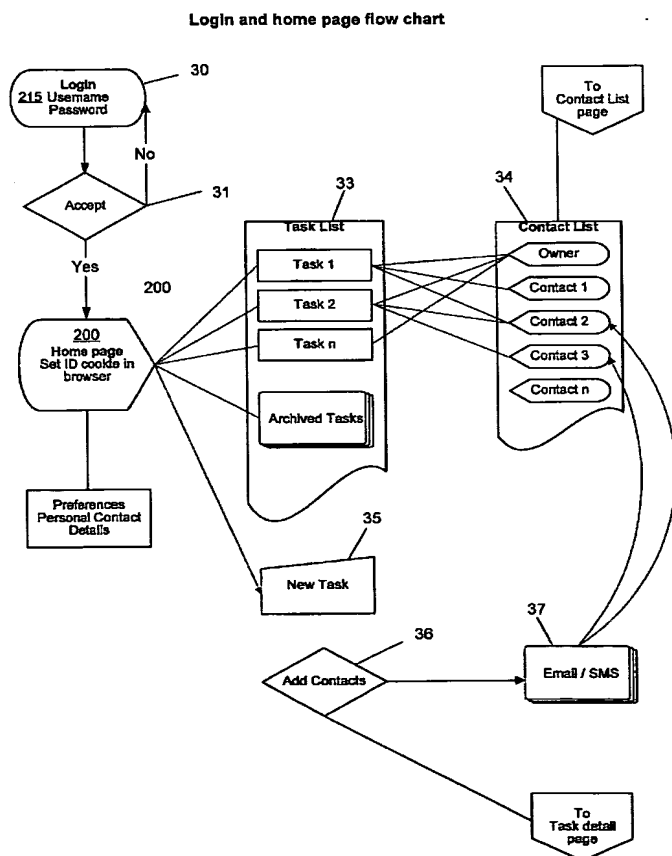 Login and home page flow chart
30
Login
215 Username
Password
To
Contact List
page
No
31
Accept
33
34
Task List
Contact List
Task 1
Owner
Yes
200
Task 2
Contact 1
200
Home page
Set ID cookie in
browser
Task n
Contact 2
Contact 3
Archived Tasks
Contact n
Preferences
Personal Contact
Details
35
New Task
36
37
Add Contacts
Email / SMS
To
Task detail
page